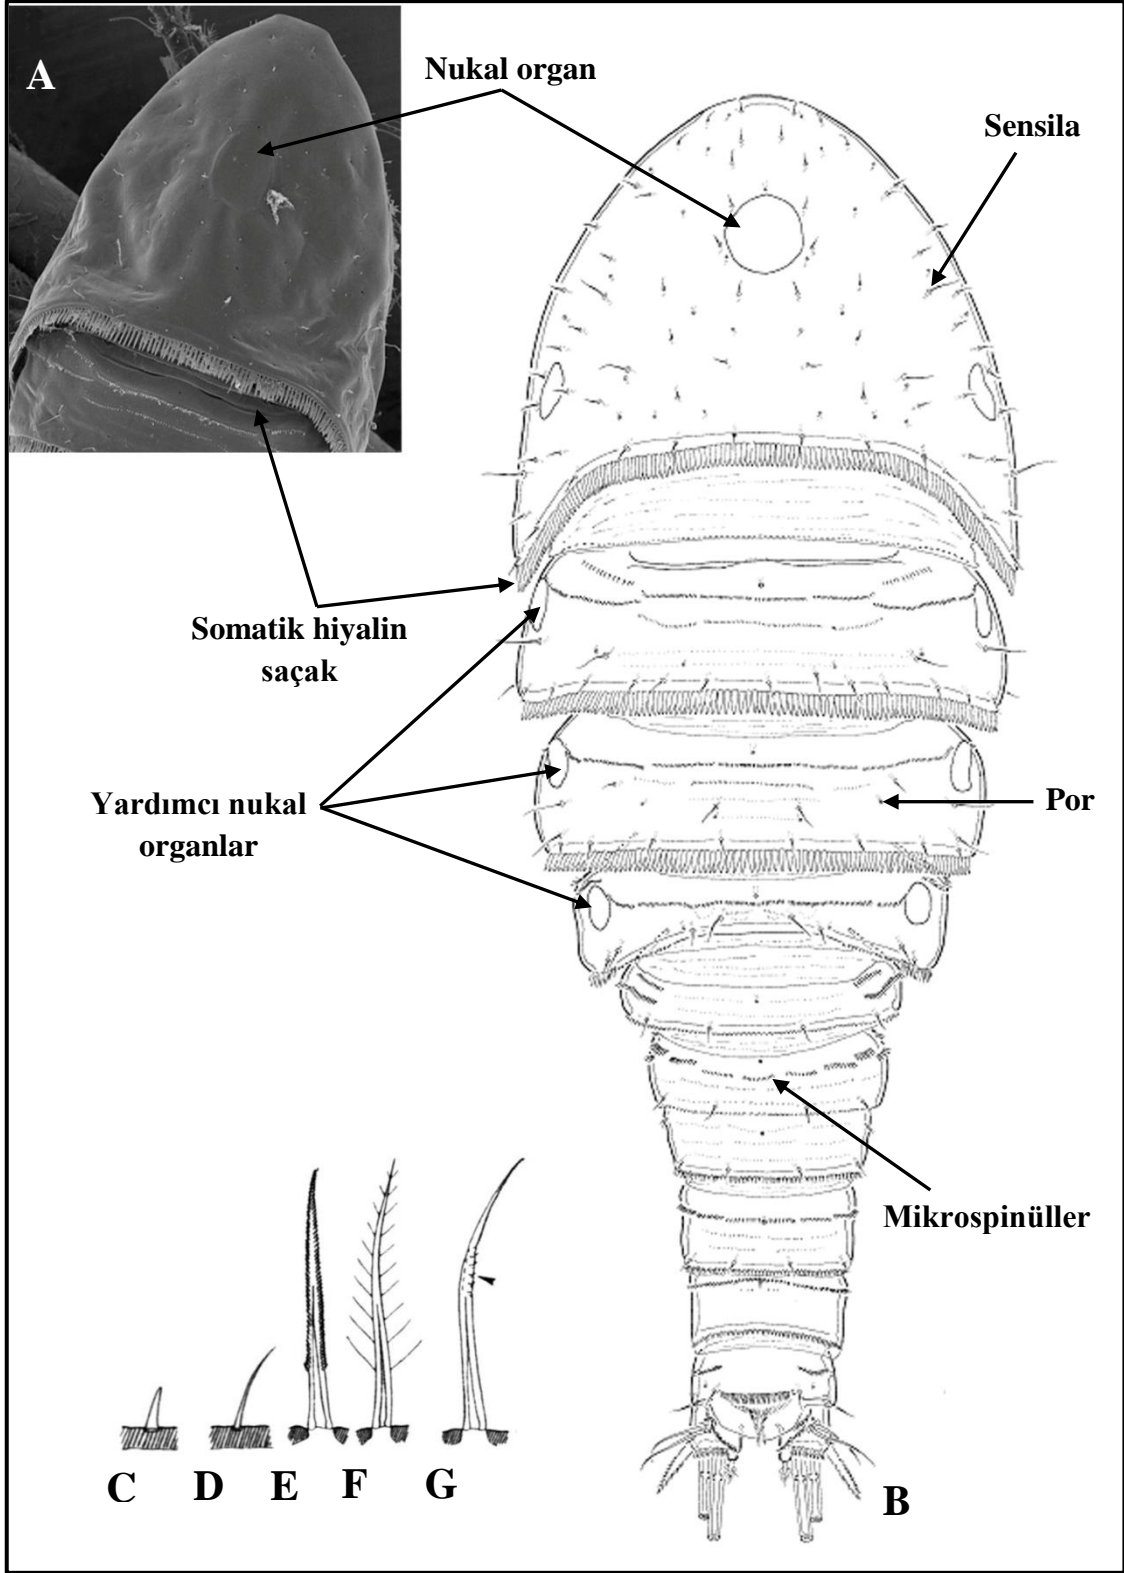 A
Nukal organ
Sensila
Somatik hiyalin
saçak
Yardımcı nukal
organlar
Por
Mikrospinüller
C D E F G
B